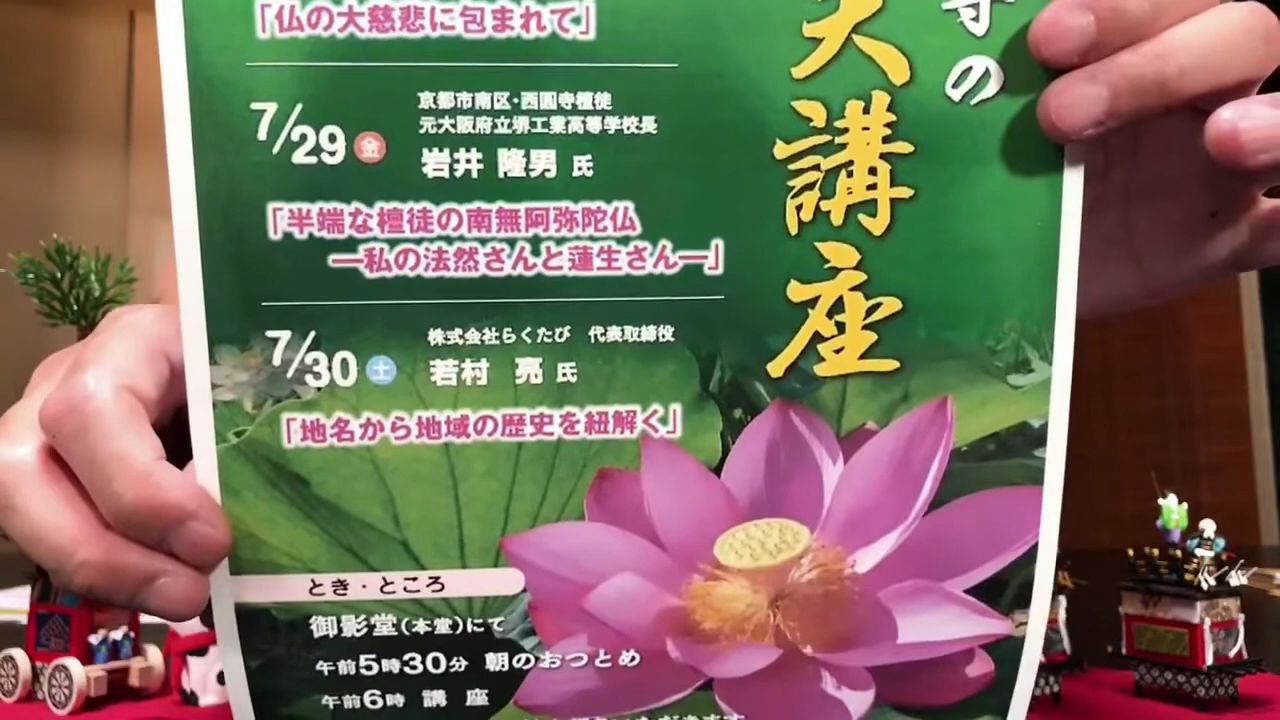 「仏の大慈悲に包まれて」
7/29 金
京都市南区・西圓寺檀徒
元大阪府立堺工業高等学校長
岩井 隆男 氏
「半端な檀徒の南無阿弥陀仏
―私の法然さんと蓮生さん―」
7/30 土
株式会社らくたび 代表取締役
若村 亮 氏
「地名から地域の歴史を紐解く」
の
講座
とき・ところ
御影堂(本堂)にて
午前5時30分 朝のおつとめ
午前6時 講 座